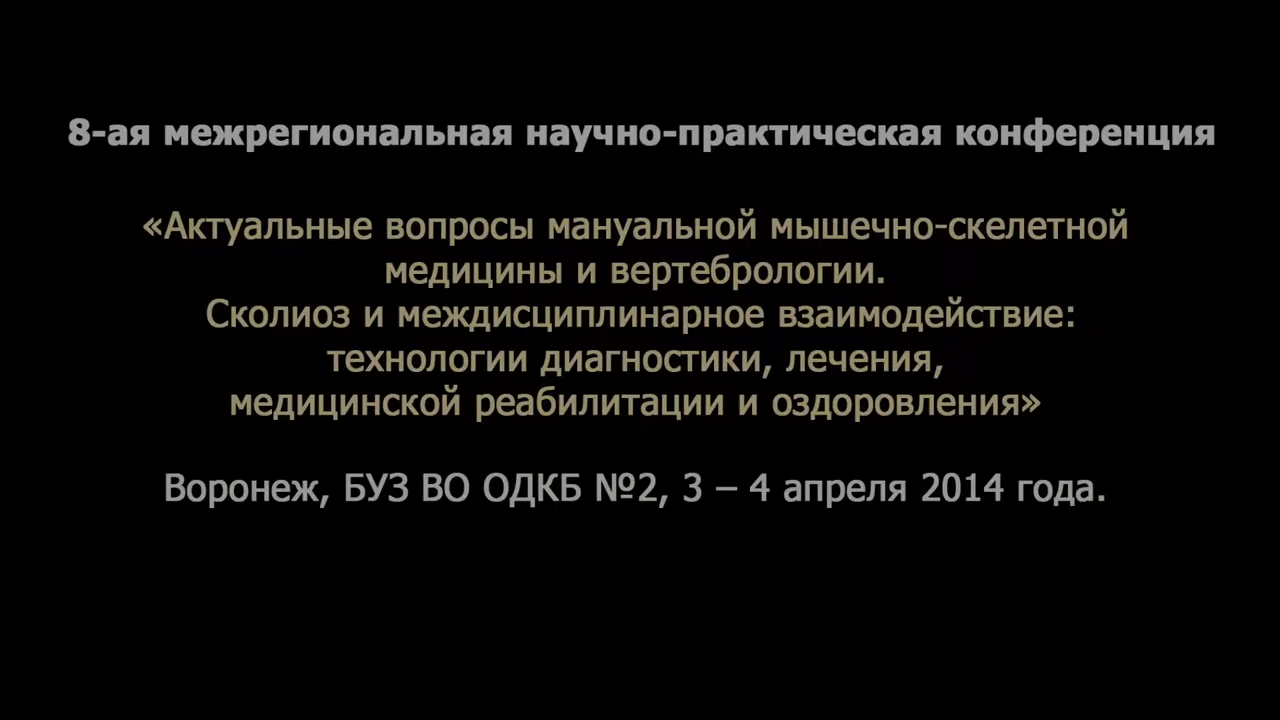 8-ая межрегиональная научно-практическая конференция
«Актуальные вопросы мануальной мышечно-скелетной
медицины и вертебрологии.
Сколиоз и междисциплинарное взаимодействие:
технологии диагностики, лечения,
медицинской реабилитации и оздоровления»
Воронеж, БУЗ ВО ОДКБ №2, 3 – 4 апреля 2014 года.